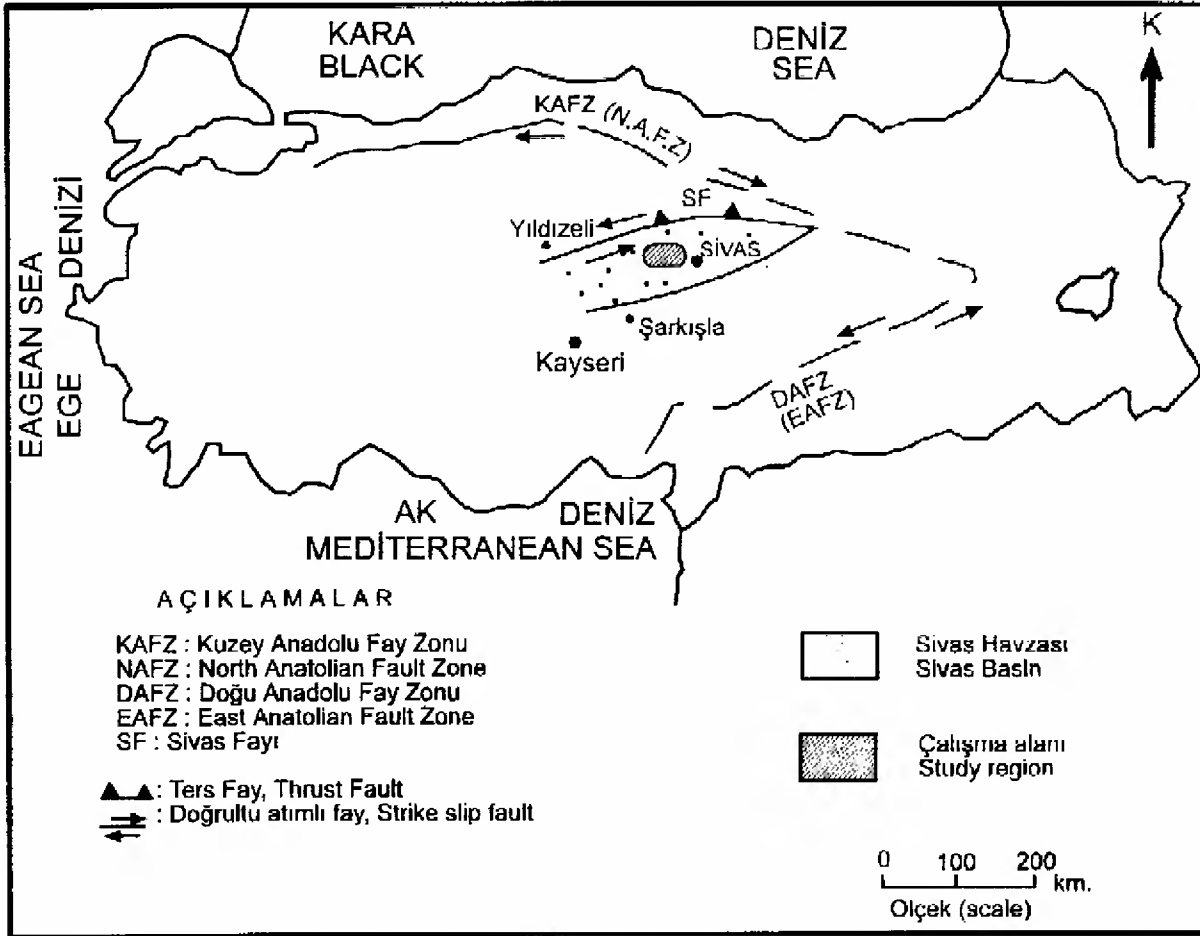 KARA
BLACK
DENİZ
SEA
K
KAFZ (N.A.F.Z)
SF
Yıldızeli
SİVAS
Şarkışla
Kayseri
DAFZ
(EAFZ)
EAGEAN SEA
EGE DENİZİ
AK DENİZ
MEDİTERRANEAN SEA
AÇIKLAMALAR
KAFZ : Kuzey Anadolu Fay Zonu
NAFZ : North Anatolian Fault Zone
DAFZ : Doğu Anadolu Fay Zonu
EAFZ : East Anatolian Fault Zone
SF : Sivas Fayı
: Ters Fay, Thrust Fault
: Doğrultu atımlı fay, Strike slip fault
Sivas Havzası
Sivas Basin
Çalışma alanı
Study region
0 100 200
km.
Olçek (scale)